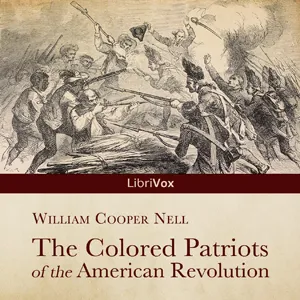 LibriVox
William Cooper Nell
The Colored Patriots
of the American Revolution